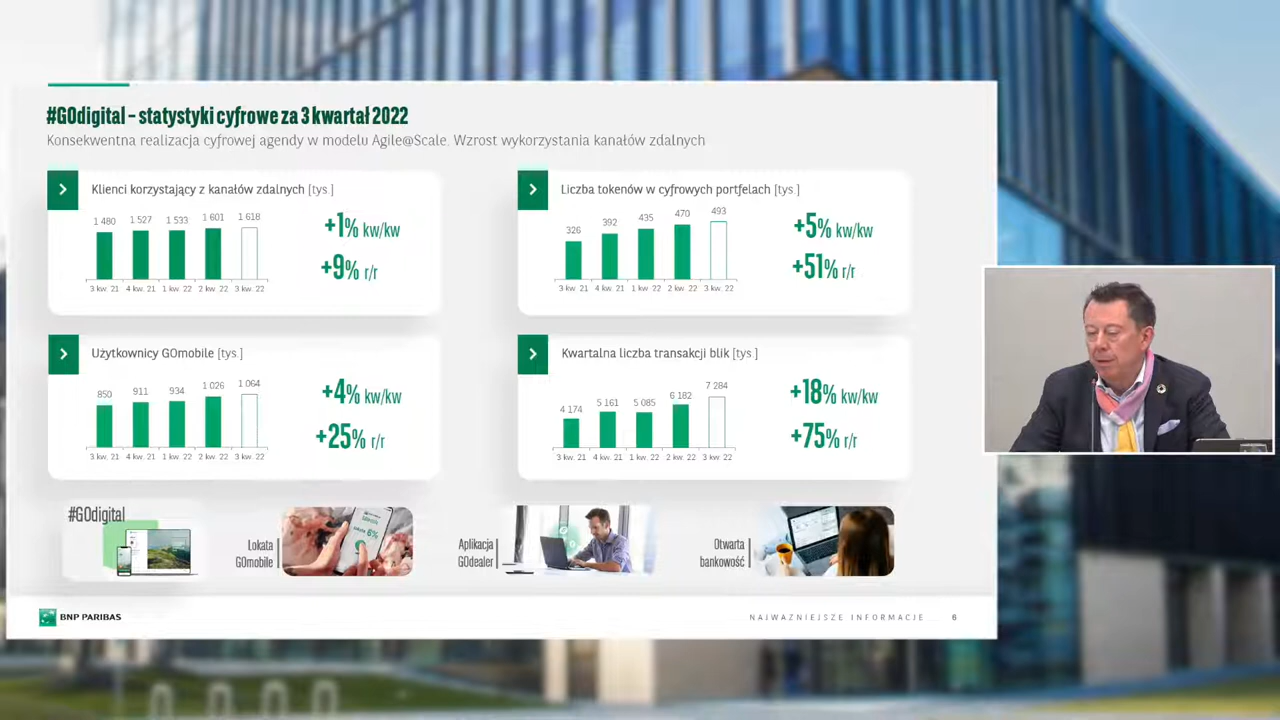 #GOdigital – statystyki cyfrowe za 3 kwartał 2022
Konsekwentna realizacja cyfrowej agendy w modelu Agile@Scale. Wzrost wykorzystania kanałów zdalnych
Klienci korzystający z kanałów zdalnych [tys.]
1 480 1 527 1 533 1 601 1 618
3 kw. 21 4 kw. 21 1 kw. 22 2 kw. 22 3 kw. 22
+1% kw/kw
+9% r/r
Liczba tokenów w cyfrowych portfelach [tys.]
326 392 435 470 493
3 kw. 21 4 kw. 21 1 kw. 22 2 kw. 22 3 kw. 22
+5% kw/kw
+51% r/r
Użytkownicy GOmobile [tys.]
850 911 934 1 026 1 064
3 kw. 21 4 kw. 21 1 kw. 22 2 kw. 22 3 kw. 22
+4% kw/kw
+25% r/r
Kwartalna liczba transakcji blik [tys.]
4 174 5 161 5 085 6 182 7 284
3 kw. 21 4 kw. 21 1 kw. 22 2 kw. 22 3 kw. 22
+18% kw/kw
+75% r/r
#GOdigital
Lokata
GOmobile
6%
Aplikacja
GOdealer
Otwarta
bankowość
BNP PARIBAS
NAJWAŻNIEJSZE INFORMACJE 6